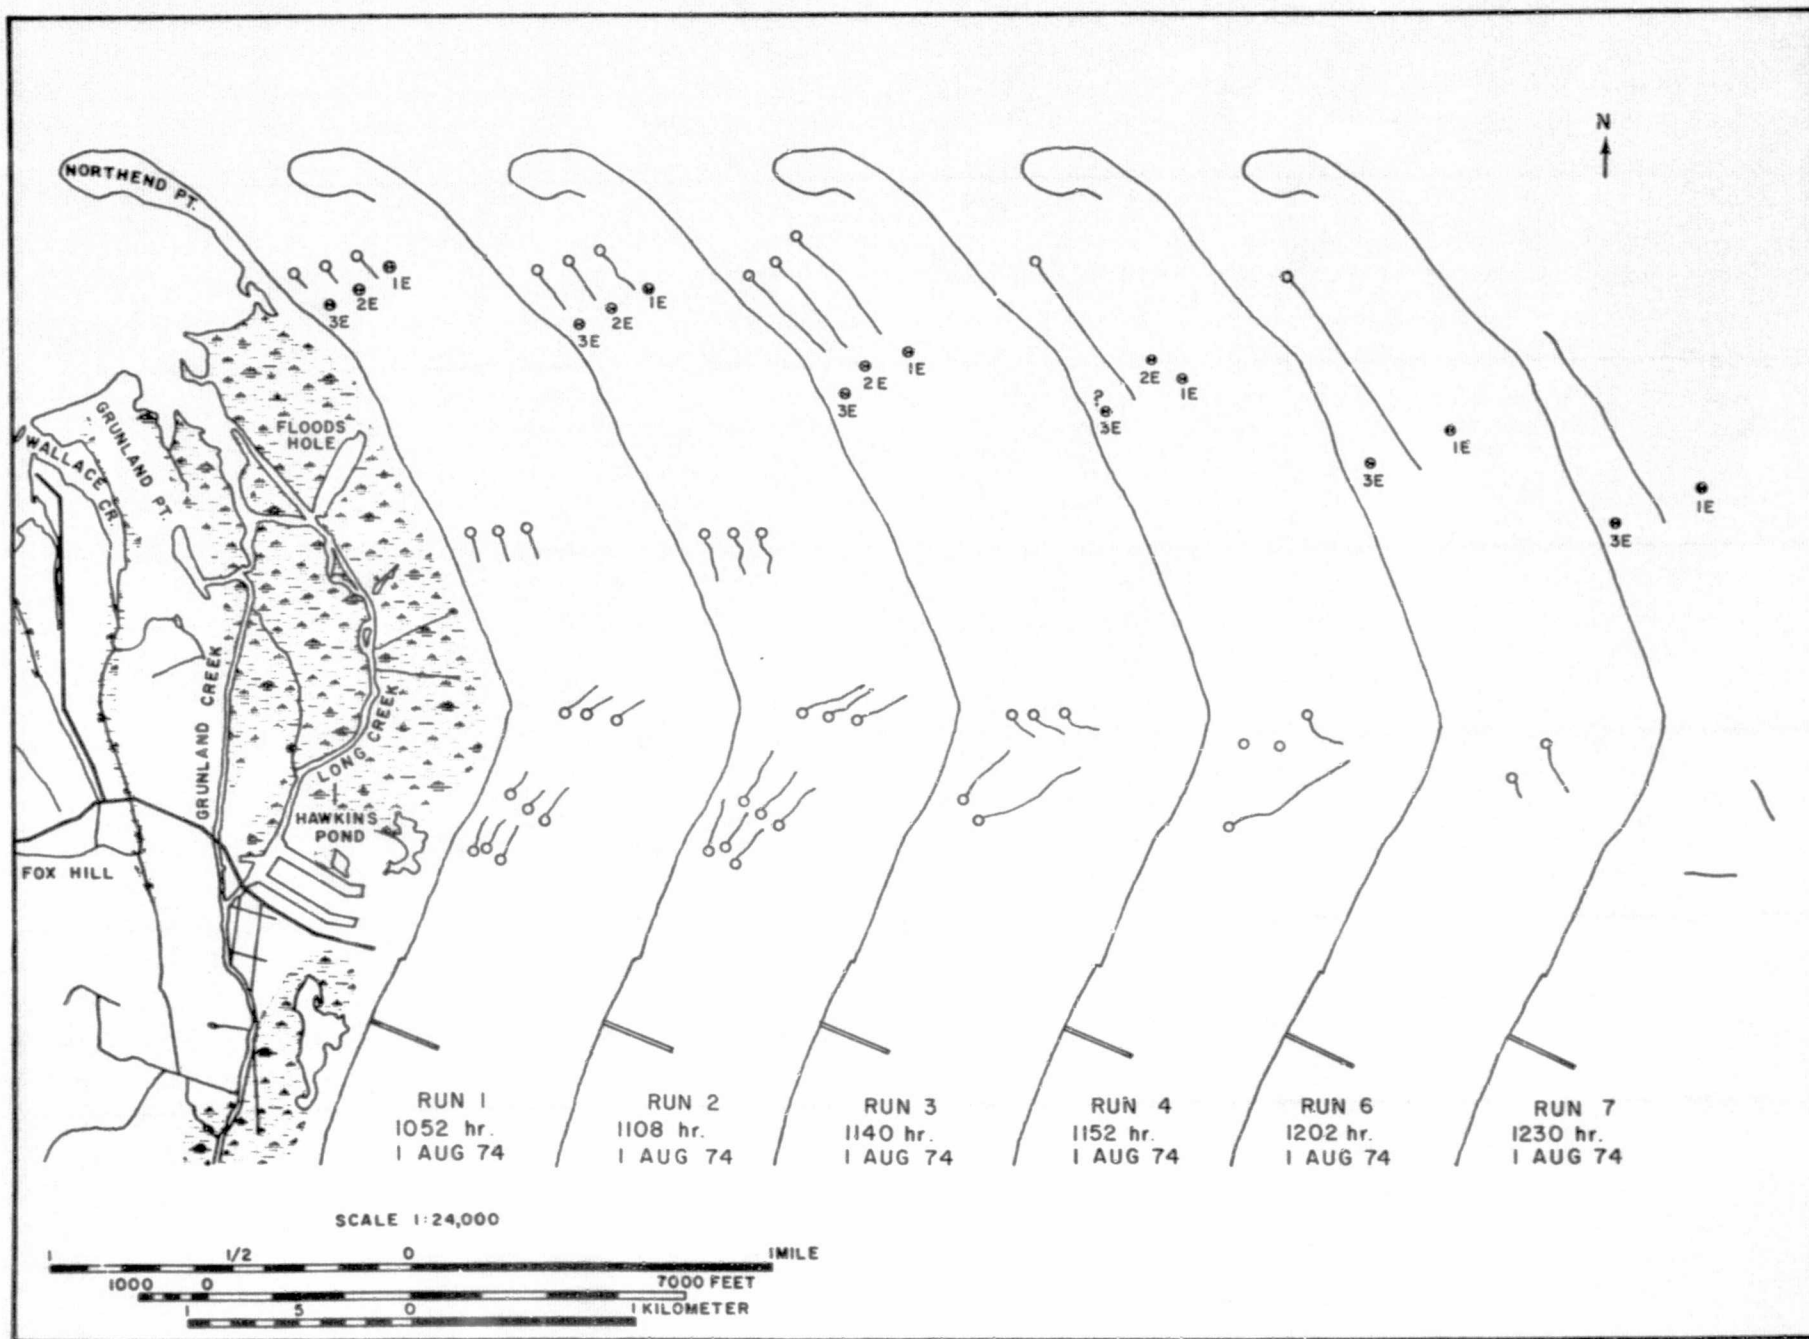 N
NORTHEND PT.
1E
2E
3E
1E
2E
3E
1E
2E
3E
2E
1E
?
3E
1E
3E
1E
3E
FLOODS
HOLE
GRUNLAND PT.
WALLACE CR.
GRUNLAND CREEK
LONG CREEK
HAWKINS
POND
FOX HILL
RUN 1
1052 hr.
1 AUG 74
RUN 2
1108 hr.
1 AUG 74
RUN 3
1140 hr.
1 AUG 74
RUN 4
1152 hr.
1 AUG 74
RUN 6
1202 hr.
1 AUG 74
RUN 7
1230 hr.
1 AUG 74
SCALE 1:24,000
1 1/2 0 1 MILE
1000 0 7000 FEET
1 5 0 1 KILOMETER